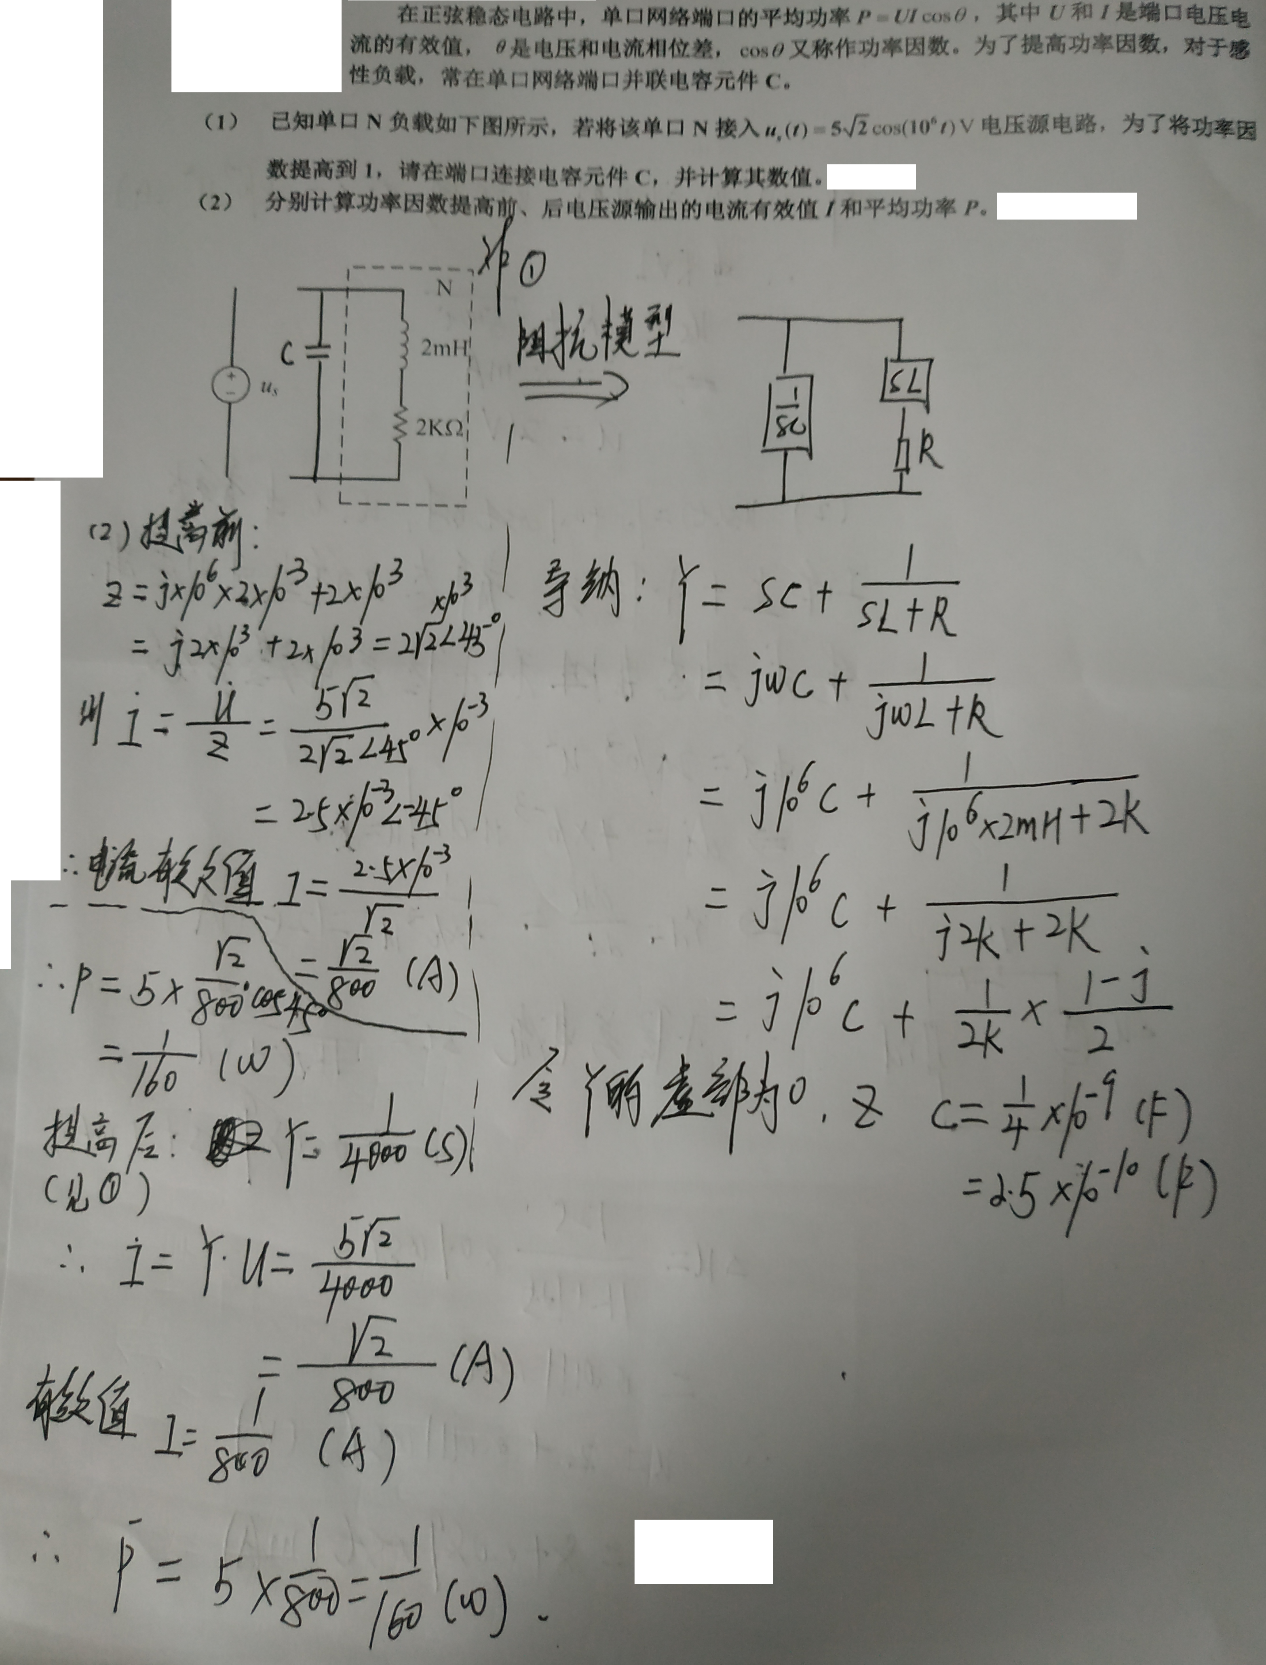 在正弦稳态电路中，单口网络端口的平均功率 P=UI cosθ，其中 U 和 I 是端口电压电
流的有效值，θ是电压和电流相位差，cosθ又称作功率因数。为了提高功率因数，对于感
性负载，常在单口网络端口并联电容元件 C。
（1） 已知单口 N 负载如下图所示，若将该单口 N 接入 u_s(t)=5√2cos(10⁶t)V 电压源电路，为了将功率因
数提高到 1，请在端口连接电容元件 C，并计算其数值。
（2） 分别计算功率因数提高前、后电压源输出的电流有效值 I 和平均功率 P。
N
C
2mH
u_s
2KΩ
①
阻抗模型
⟹
1/SC
SL
R
导纳: Y = SC + 1/(SL+R)
= jωC + 1/(jωL+R)
= j10⁶C + 1/(j10⁶×2mH+2K)
= j10⁶C + 1/(j2K+2K)
= j10⁶C + 1/2K × (1-j)/2
令Y的虚部为0.
C = 1/4 ×10⁻⁹ (F)
= 2.5×10⁻¹⁰ (F)
(2) 提高前:
Z = j×10⁶×2×10⁻³+2×10³
= j2×10³+2×10³ = 2√2∠45° ×10³
则 İ = U̇/Z = 5√2/(2√2∠45°) ×10⁻³
= 2.5×10⁻³∠-45°
∴电流有效值 I = 2.5×10⁻³/√2
= √2/800 (A)
∴P = 5×√2/800·cos45°
= 1/160 (W)
提高后: Y = 1/4000 (S)
(见①)
∴ İ = Y·U = 5√2/4000
= √2/800 (A)
有效值 I = 1/800 (A)
∴ P = 5×1/800 = 1/160 (W).